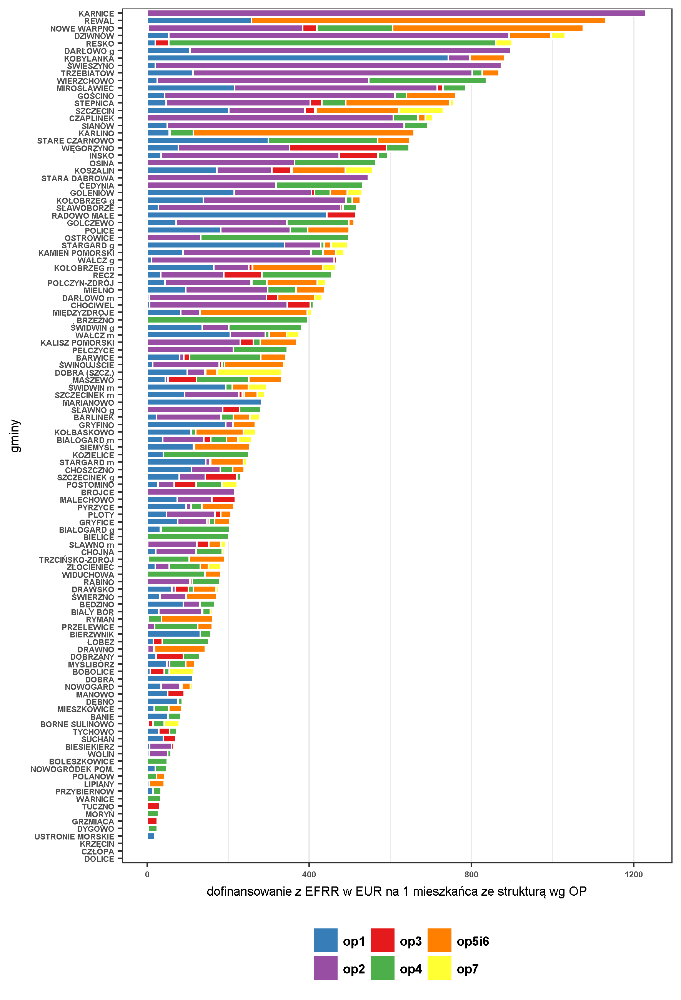 KARNICE
REWAL
NOWE WARPNO
DZIWNÓW
RESKO
DARŁOWO g
KOBYLANKA
ŚWIESZYNO
TRZEBIATÓW
WIERZCHOWO
MIROSŁAWIEC
GOŚCINO
STEPNICA
SZCZECIN
CZAPLINEK
SIANÓW
KARLINO
STARE CZARNOWO
WĘGORZYNO
IŃSKO
OSINA
KOSZALIN
STARA DĄBROWA
CEDYNIA
GOLENIÓW
KOŁOBRZEG g
SŁAWOBORZE
RADOWO MAŁE
GOLCZEWO
POLICE
OSTROWICE
STARGARD g
KAMIEŃ POMORSKI
WAŁCZ g
KOŁOBRZEG m
RECZ
POŁCZYN-ZDRÓJ
MIELNO
DARŁOWO m
CHOCIWEL
MIĘDZYZDROJE
BRZEŻNO
ŚWIDWIN g
WAŁCZ m
KALISZ POMORSKI
PEŁCZYCE
BARWICE
ŚWINOUJŚCIE
DOBRA (SZCZ.)
MASZEWO
ŚWIDWIN m
SZCZECINEK m
MARIANOWO
SŁAWNO g
BARLINEK
GRYFINO
KOŁBASKOWO
BIAŁOGARD m
SIEMYŚL
KOZIELICE
STARGARD m
CHOSZCZNO
SZCZECINEK g
POSTOMINO
BROJCE
MALECHOWO
PYRZYCE
PŁOTY
GRYFICE
BIAŁOGARD g
BIELICE
SŁAWNO m
CHOJNA
TRZCIŃSKO-ZDRÓJ
ZŁOCIENIEC
WIDUCHOWA
RĄBINO
DRAWSKO
ŚWIERZNO
BĘDZINO
BIAŁY BÓR
RYMAŃ
PRZELEWICE
BIERZWNIK
ŁOBEZ
DRAWNO
DOBRZANY
MYŚLIBÓRZ
BOBOLICE
DOBRA
NOWOGARD
MANOWO
DĘBNO
MIESZKOWICE
BANIE
BORNE SULINOWO
TYCHOWO
SUCHAŃ
BIESIEKIERZ
WOLIN
BOLESZKOWICE
NOWOGRÓDEK POM.
POLANÓW
LIPIANY
PRZYBIERNÓW
WARNICE
TUCZNO
MORYŃ
GRZMIĄCA
DYGOWO
USTRONIE MORSKIE
KRZĘCIN
CZŁOPA
DOLICE
gminy
0 400 800 1200
dofinansowanie z EFRR w EUR na 1 mieszkańca ze strukturą wg OP
op1 op3 op5i6
op2 op4 op7